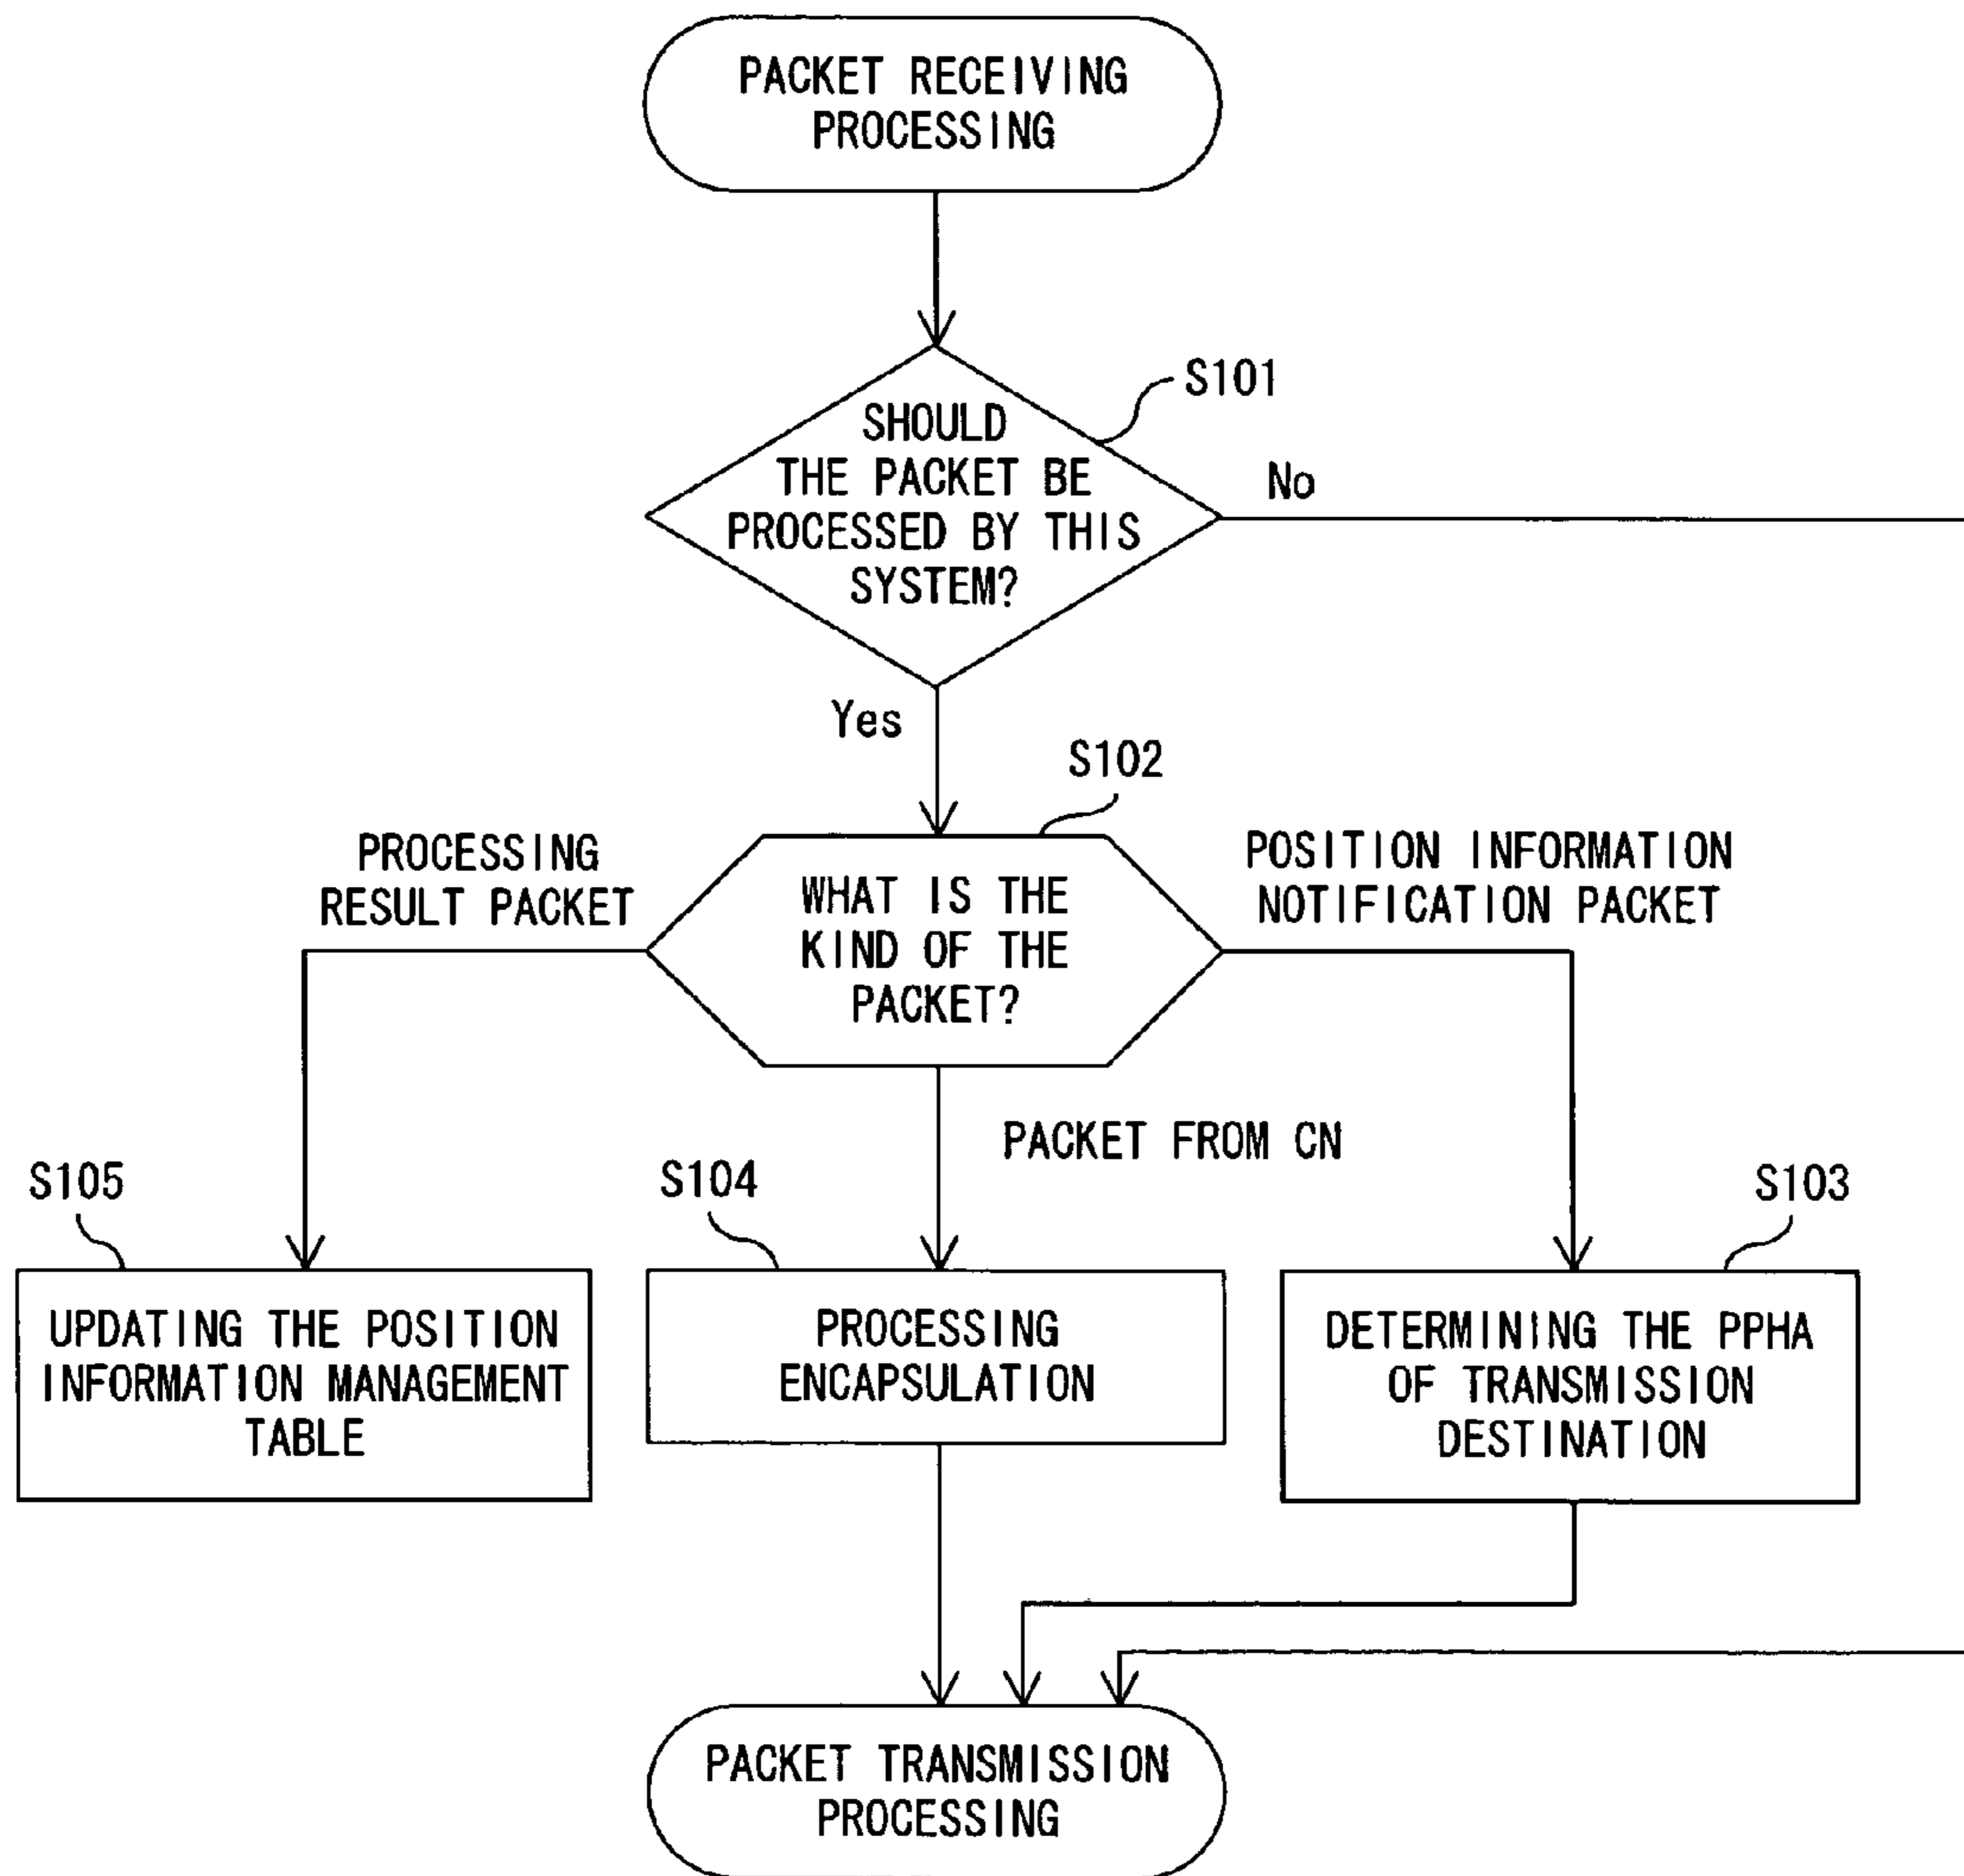 PACKET RECEIVING
PROCESSING
S101
SHOULD
THE PACKET BE
PROCESSED BY THIS
SYSTEM?
No
Yes
S102
PROCESSING
RESULT PACKET
WHAT IS THE
KIND OF THE
PACKET?
POSITION INFORMATION
NOTIFICATION PACKET
PACKET FROM CN
S105
S104
S103
UPDATING THE POSITION
INFORMATION MANAGEMENT
TABLE
PROCESSING
ENCAPSULATION
DETERMINING THE PPHA
OF TRANSMISSION
DESTINATION
PACKET TRANSMISSION
PROCESSING